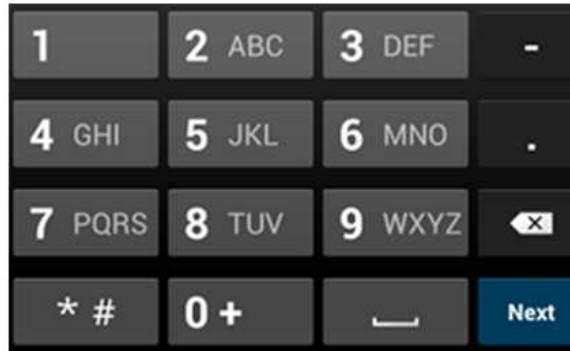 1 2 ABC 3 DEF -
4 GHI 5 JKL 6 MNO .
7 PQRS 8 TUV 9 WXYZ
* # 0 + Next